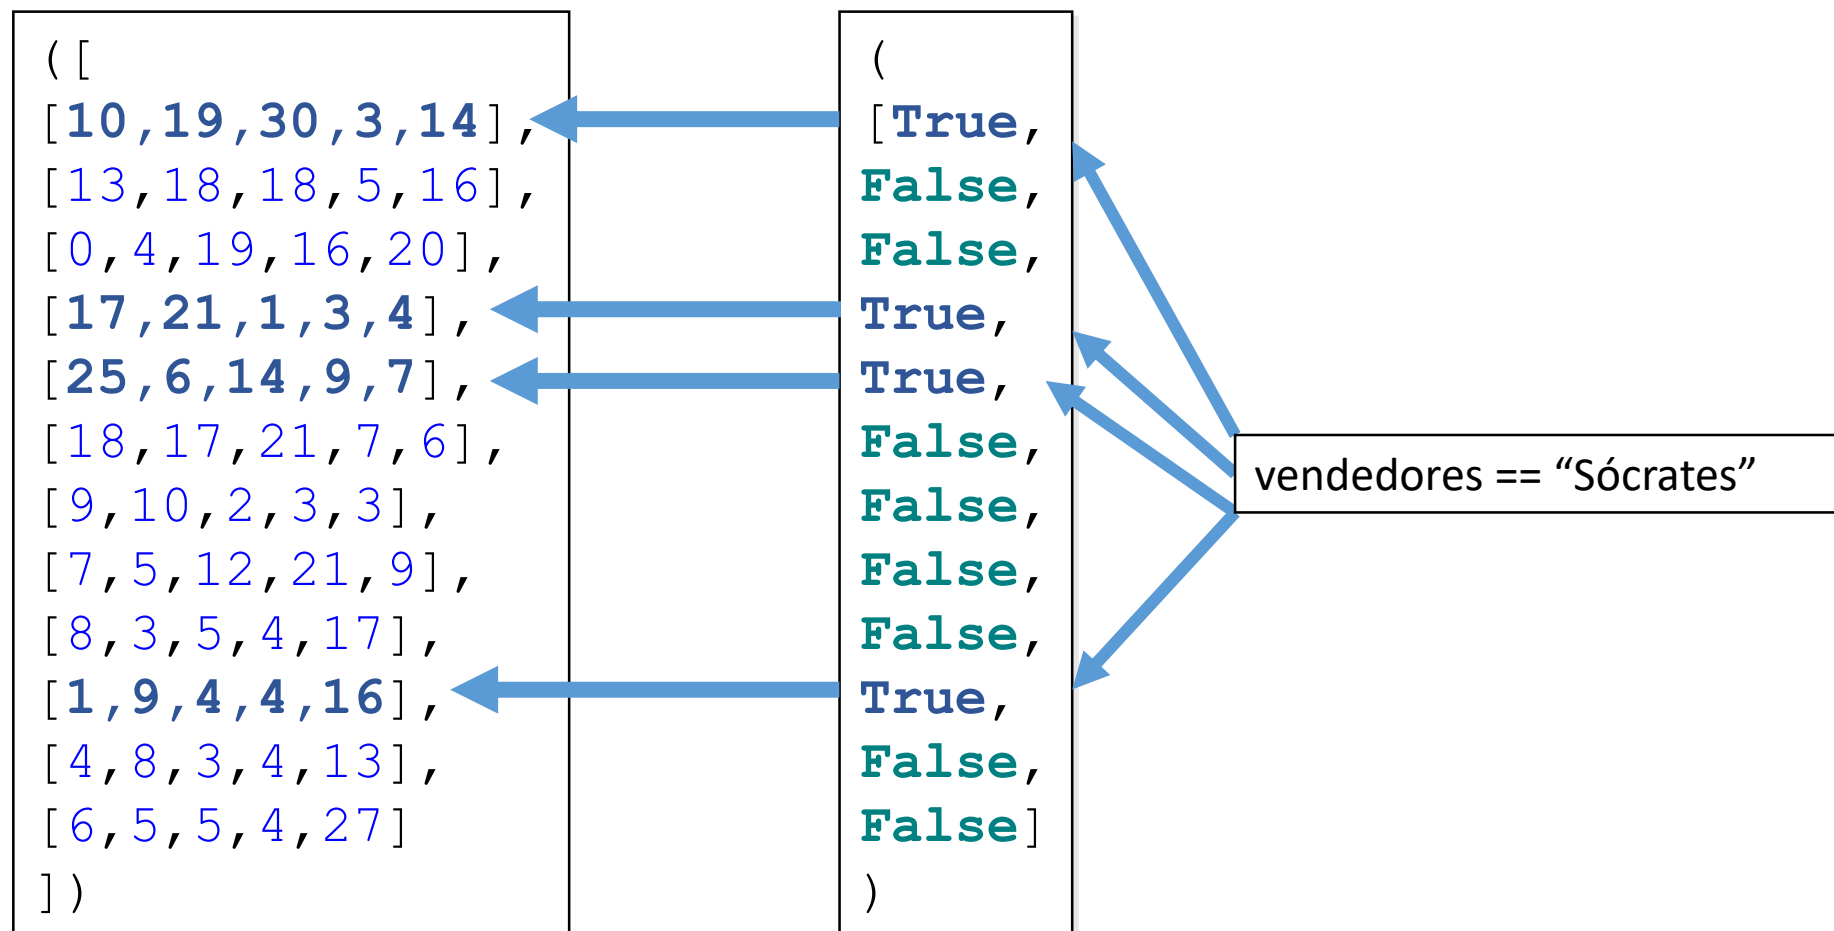 ([
[10,19,30,3,14],
[13,18,18,5,16],
[0,4,19,16,20],
[17,21,1,3,4],
[25,6,14,9,7],
[18,17,21,7,6],
[9,10,2,3,3],
[7,5,12,21,9],
[8,3,5,4,17],
[1,9,4,4,16],
[4,8,3,4,13],
[6,5,5,4,27]
])
(
[True,
False,
False,
True,
True,
False,
False,
False,
False,
True,
False,
False]
)
vendedores == “Sócrates”